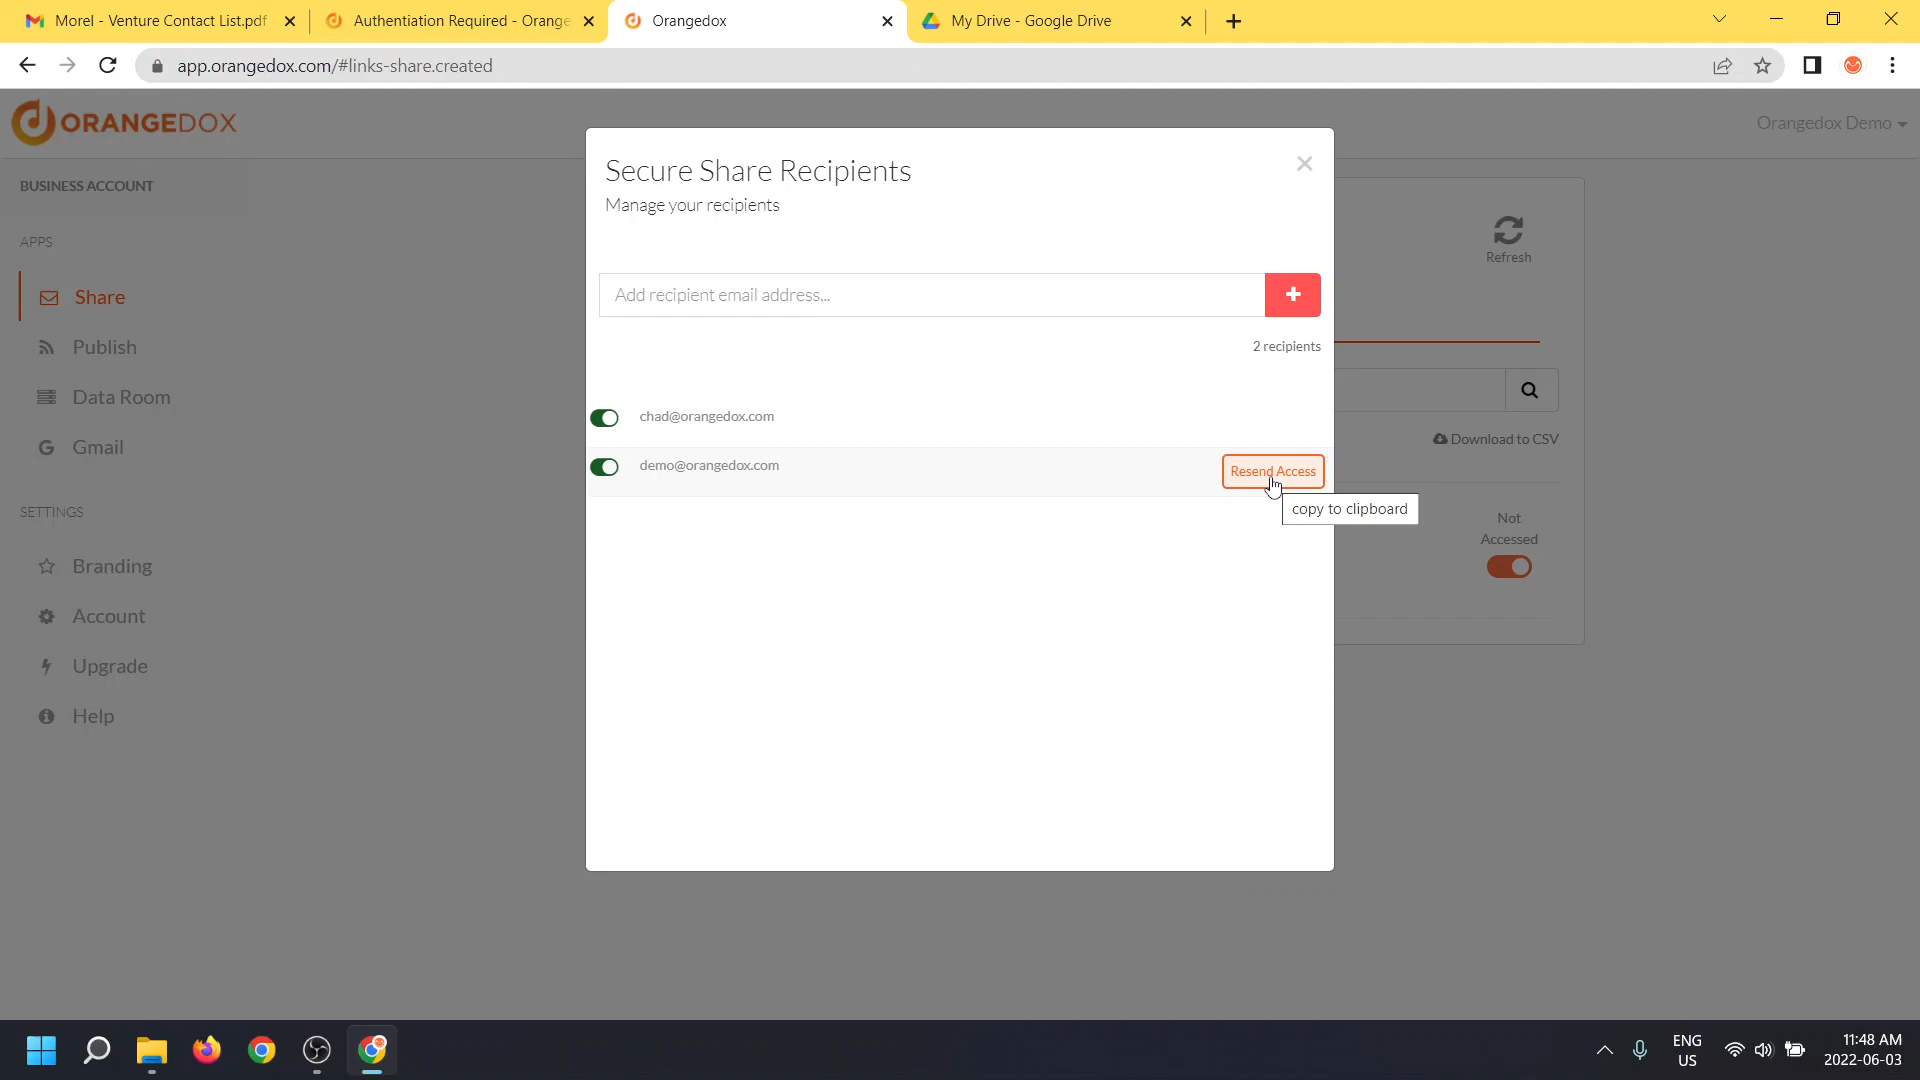 Morel - Venture Contact List.pdf
Authentiation Required - Orange
Orangedox
My Drive - Google Drive
app.orangedox.com/#links-share.created
ORANGEDOX
Orangedox Demo
BUSINESS ACCOUNT
APPS
Share
Publish
Data Room
Gmail
SETTINGS
Branding
Account
Upgrade
Help
Secure Share Recipients
Manage your recipients
Add recipient email address...
2 recipients
chad@orangedox.com
demo@orangedox.com
Resend Access
copy to clipboard
Refresh
Download to CSV
Not
Accessed
ENG
US
11:48 AM
2022-06-03